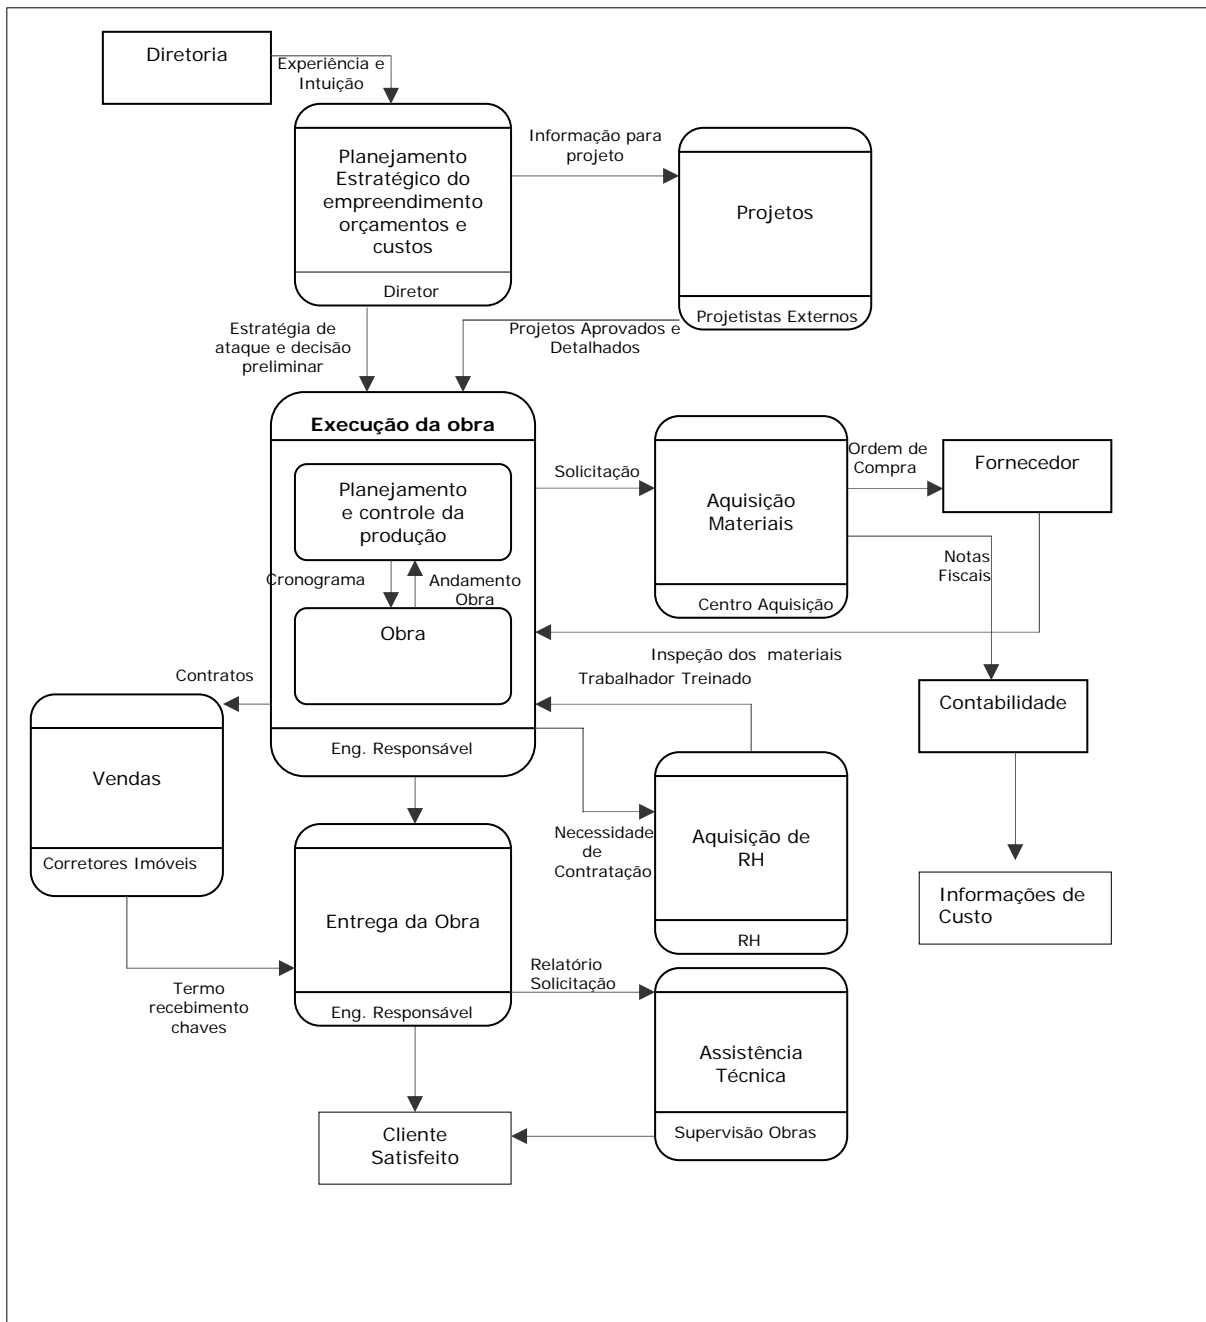 Diretoria
Experiência e
Intuição
Planejamento
Estratégico do
empreendimento
orçamentos e
custos
Diretor
Informação para
projeto
Projetos
Projetistas Externos
Estratégia de
ataque e decisão
preliminar
Projetos Aprovados e
Detalhados
Execução da obra
Planejamento
e controle da
produção
Cronograma
Andamento
Obra
Obra
Eng. Responsável
Solicitação
Aquisição
Materiais
Centro Aquisição
Ordem de
Compra
Fornecedor
Notas
Fiscais
Inspeção dos materiais
Trabalhador Treinado
Contabilidade
Informações de
Custo
Contratos
Vendas
Corretores Imóveis
Necessidade
de
Contratação
Aquisição de
RH
RH
Entrega da Obra
Eng. Responsável
Termo
recebimento
chaves
Relatório
Solicitação
Assistência
Técnica
Supervisão Obras
Cliente
Satisfeito